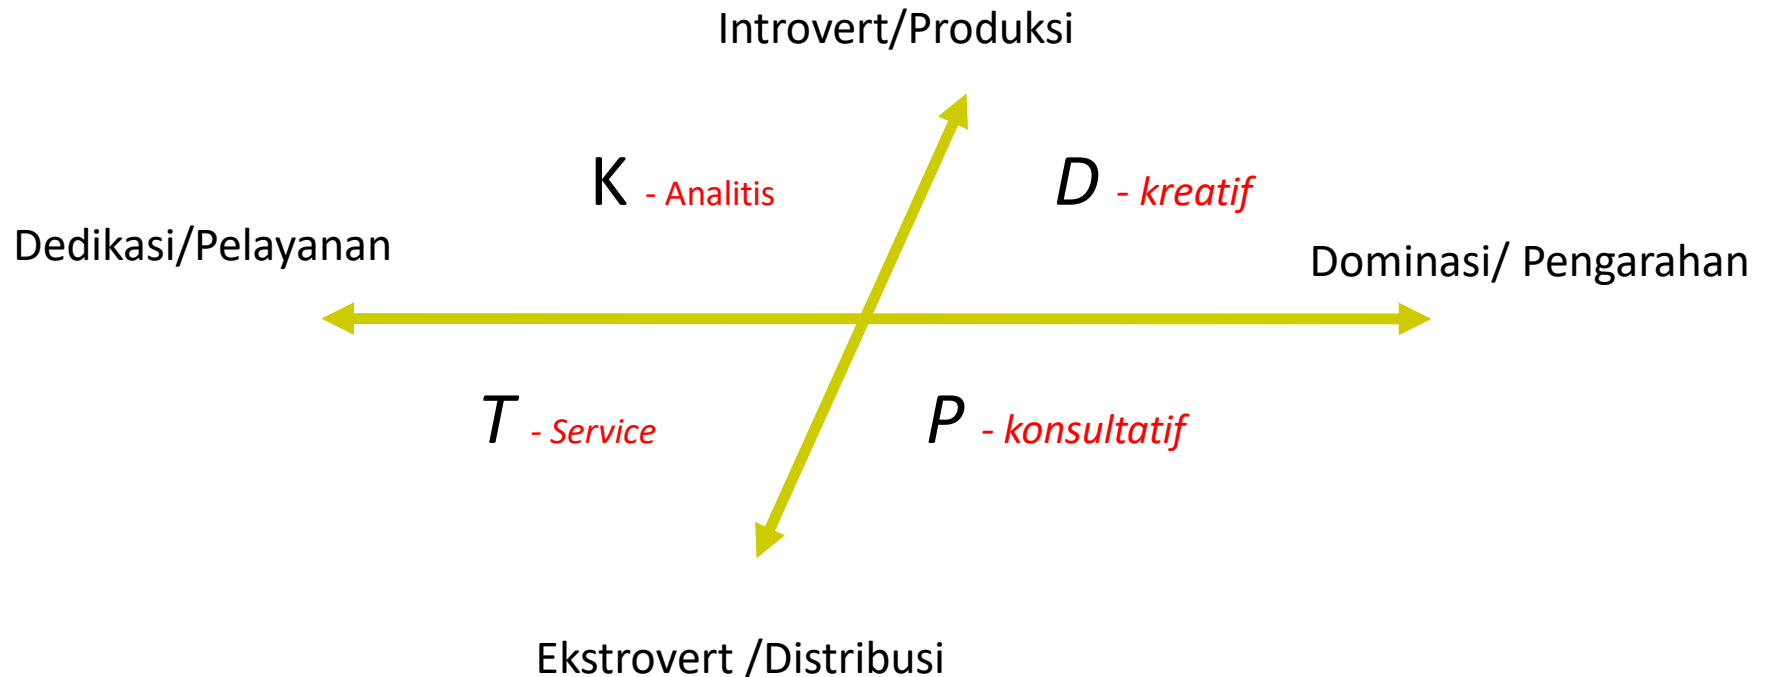 Introvert/Produksi
K - Analitis
D - kreatif
Dedikasi/Pelayanan
Dominasi/ Pengarahan
T - Service
P - konsultatif
Ekstrovert /Distribusi